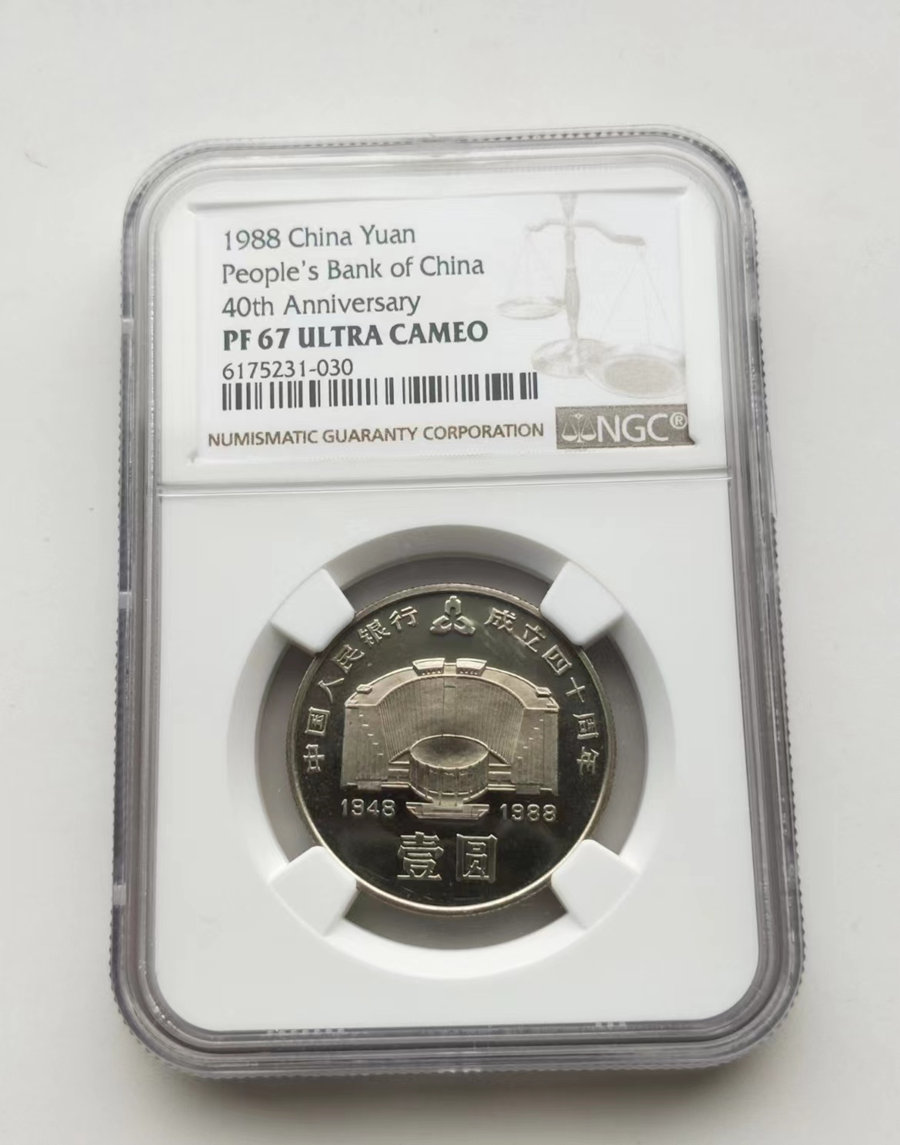 1988 China Yuan
People's Bank of China
40th Anniversary
PF 67 ULTRA CAMEO
6175231-030
NUMISMATIC GUARANTY CORPORATION
NGC®
中国人民银行 成立四十周年
1948 1988
壹圆